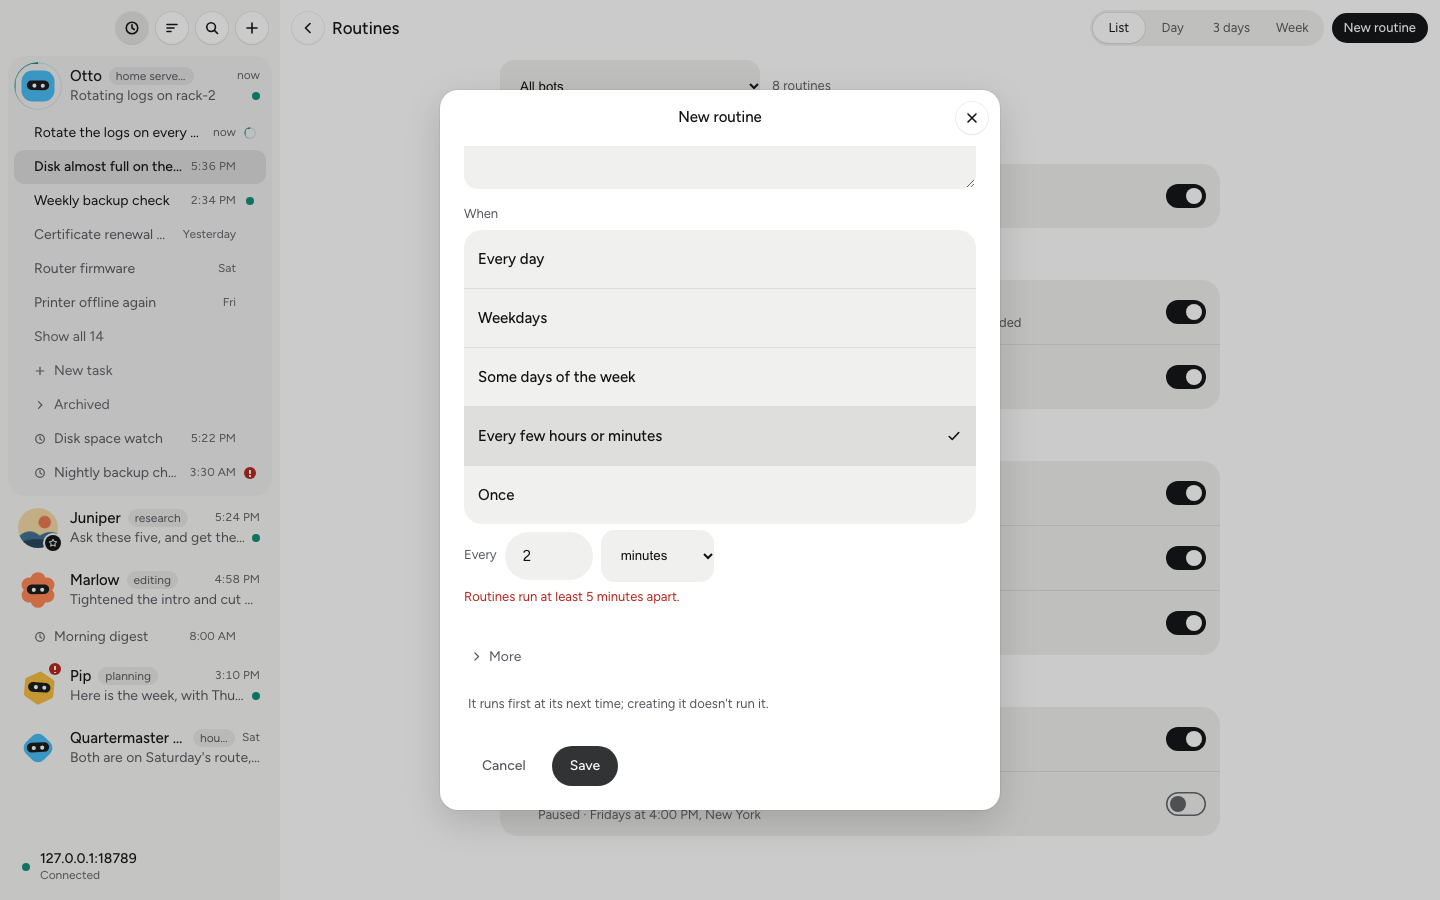 Routines
List
Day
3 days
Week
New routine
Otto
home serve...
now
Rotating logs on rack-2
Rotate the logs on every ...
now
Disk almost full on the...
5:36 PM
Weekly backup check
2:34 PM
Certificate renewal ...
Yesterday
Router firmware
Sat
Printer offline again
Fri
Show all 14
New task
Archived
Disk space watch
5:22 PM
Nightly backup ch...
3:30 AM
Juniper
research
5:24 PM
Ask these five, and get the...
Marlow
editing
4:58 PM
Tightened the intro and cut ...
Morning digest
8:00 AM
Pip
planning
3:10 PM
Here is the week, with Thu...
Quartermaster ...
hou...
Sat
Both are on Saturday's route,...
127.0.0.1:18789
Connected
All bots
8 routines
New routine
When
Every day
Weekdays
Some days of the week
Every few hours or minutes
Once
Every
2
minutes
Routines run at least 5 minutes apart.
More
It runs first at its next time; creating it doesn't run it.
Cancel
Save
ded
Paused · Fridays at 4:00 PM, New York